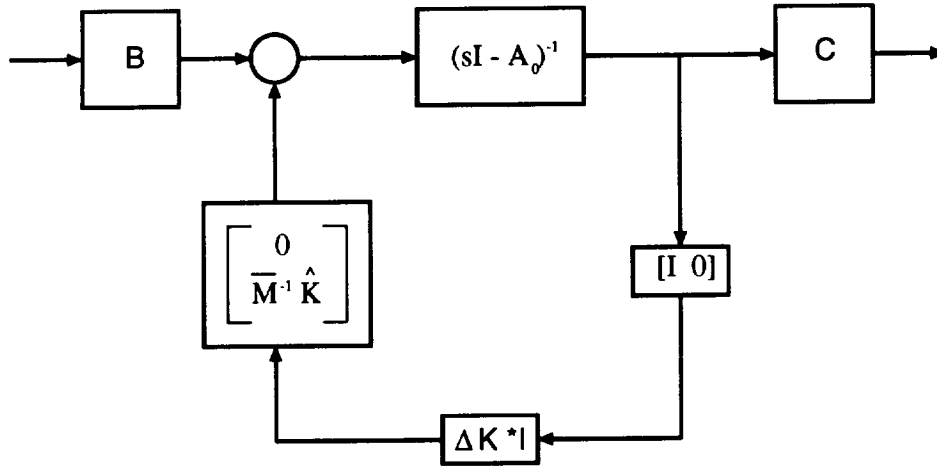 B
(sI - A₀)⁻¹
C
0
M̅⁻¹ K̂
[I 0]
ΔK *I